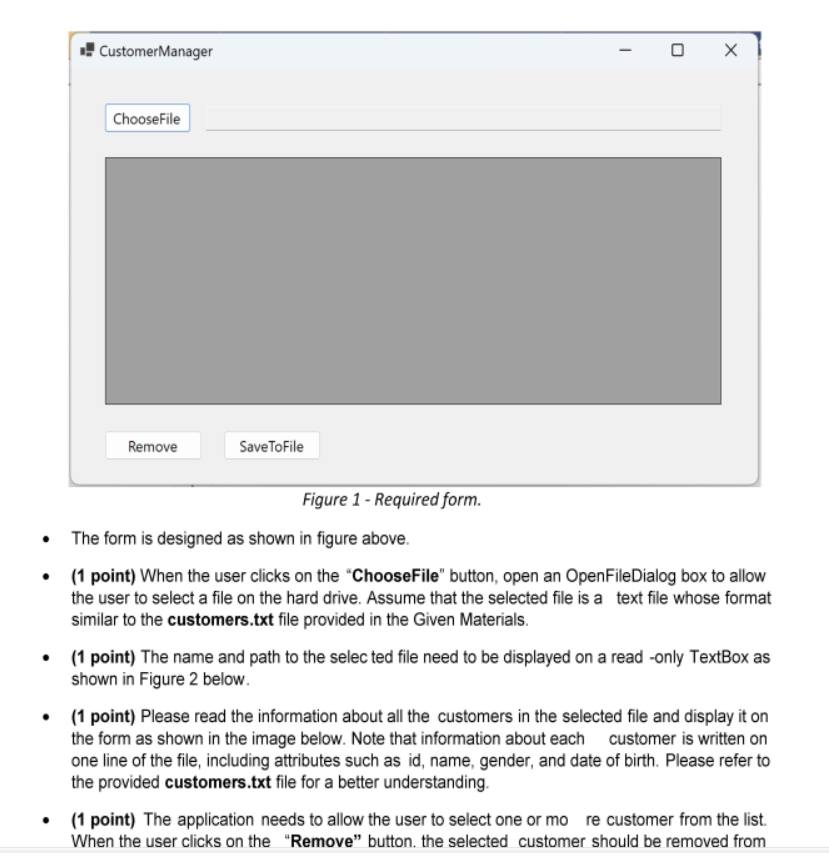 CustomerManager
ChooseFile
Remove SaveToFile
Figure 1 - Required form.
• The form is designed as shown in figure above.
• (1 point) When the user clicks on the “ChooseFile” button, open an OpenFileDialog box to allow
the user to select a file on the hard drive. Assume that the selected file is a text file whose format
similar to the customers.txt file provided in the Given Materials.
• (1 point) The name and path to the selec ted file need to be displayed on a read -only TextBox as
shown in Figure 2 below.
• (1 point) Please read the information about all the customers in the selected file and display it on
the form as shown in the image below. Note that information about each customer is written on
one line of the file, including attributes such as id, name, gender, and date of birth. Please refer to
the provided customers.txt file for a better understanding.
• (1 point) The application needs to allow the user to select one or mo re customer from the list.
When the user clicks on the “Remove” button, the selected customer should be removed from